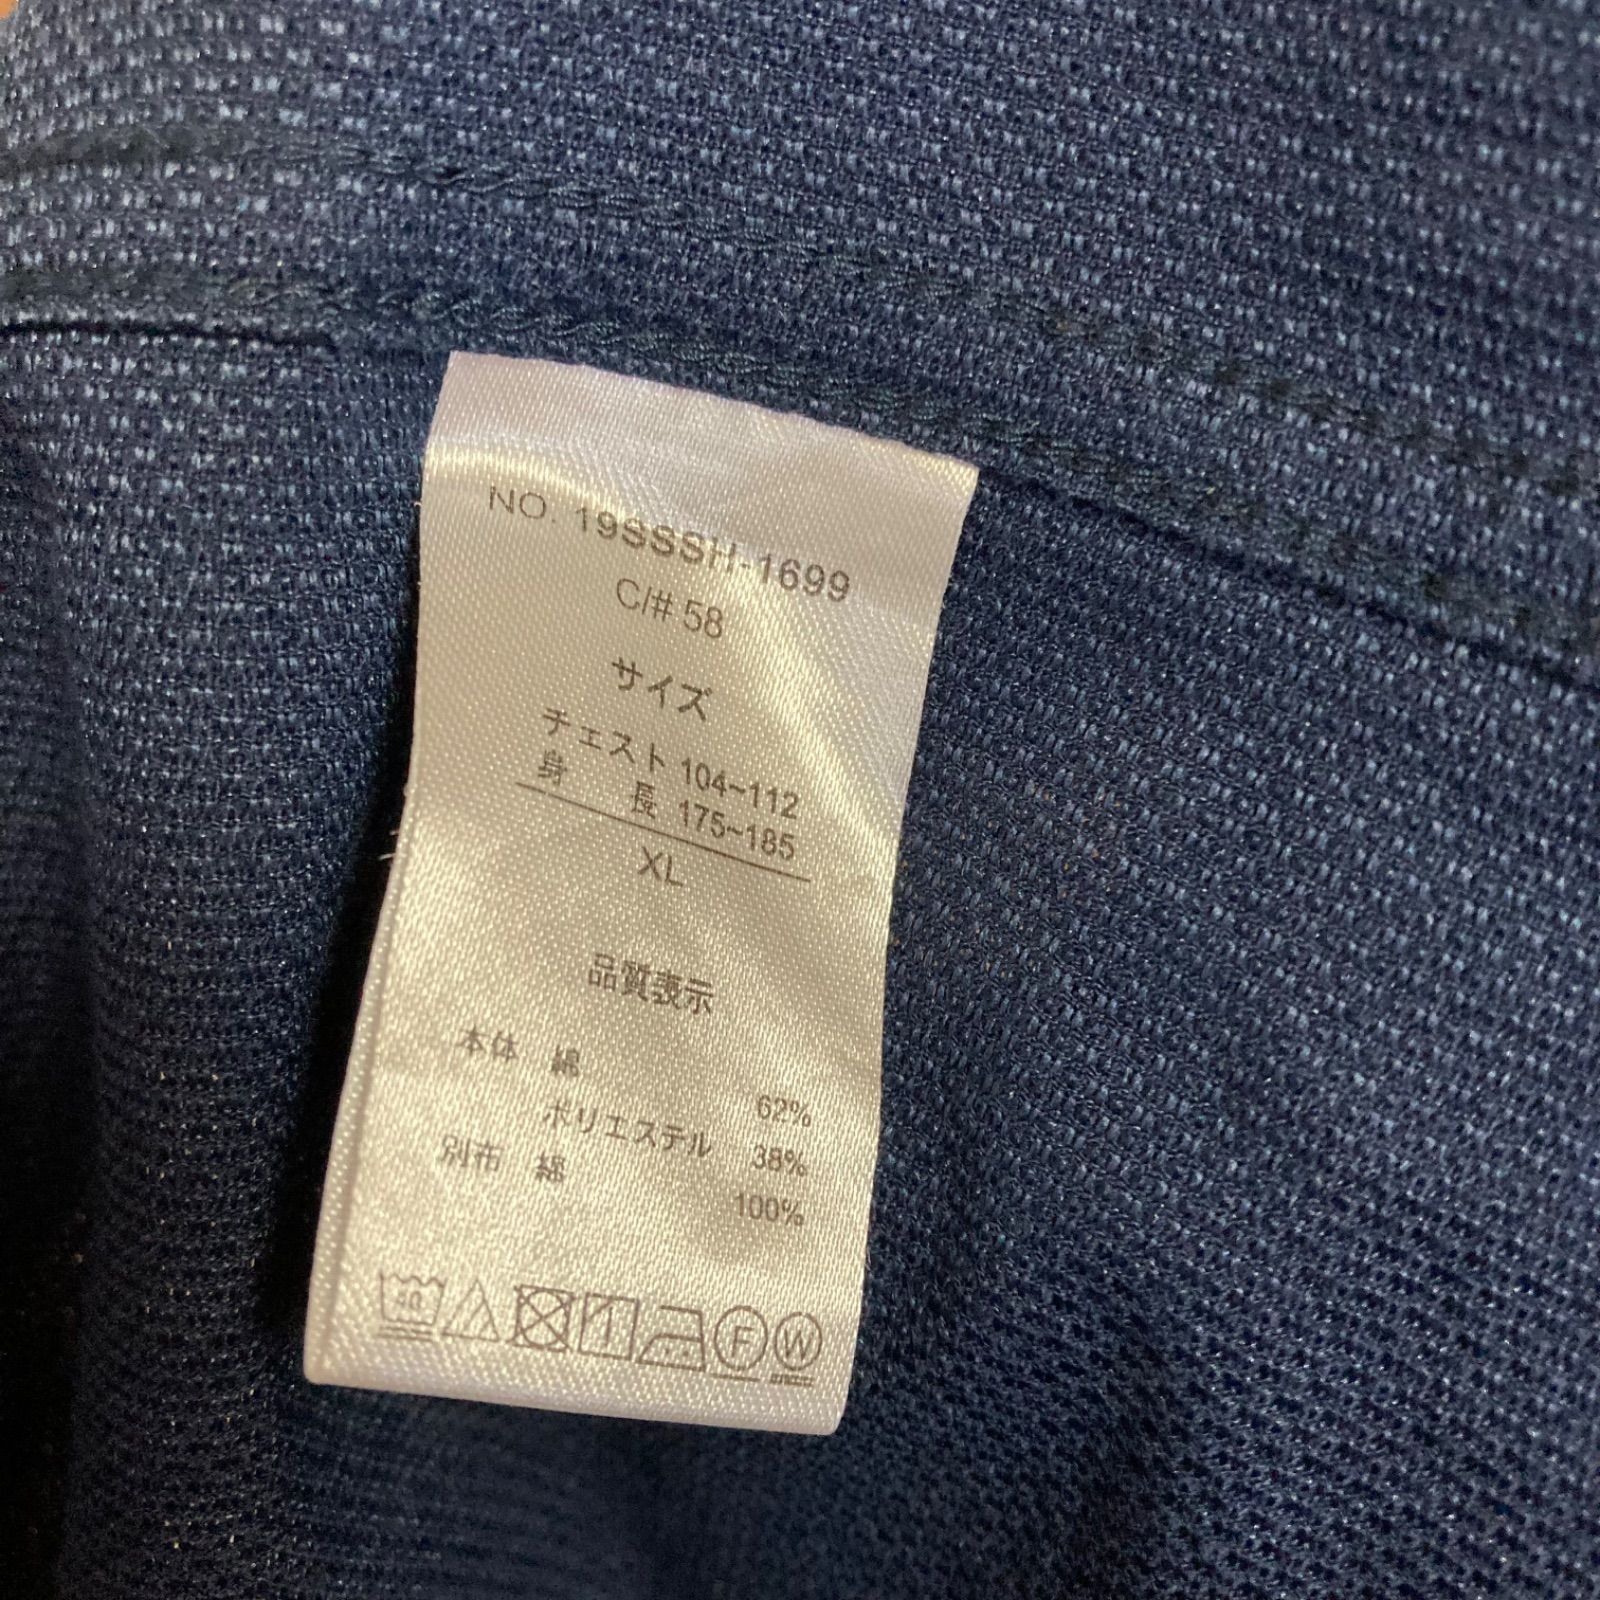 NO. 19SSSH-1699
C/# 58
サイズ
チェスト 104~112
身 長 175~185
XL
品質表示
本体 綿 62%
ポリエステル 38%
別布 綿 100%
40 F W